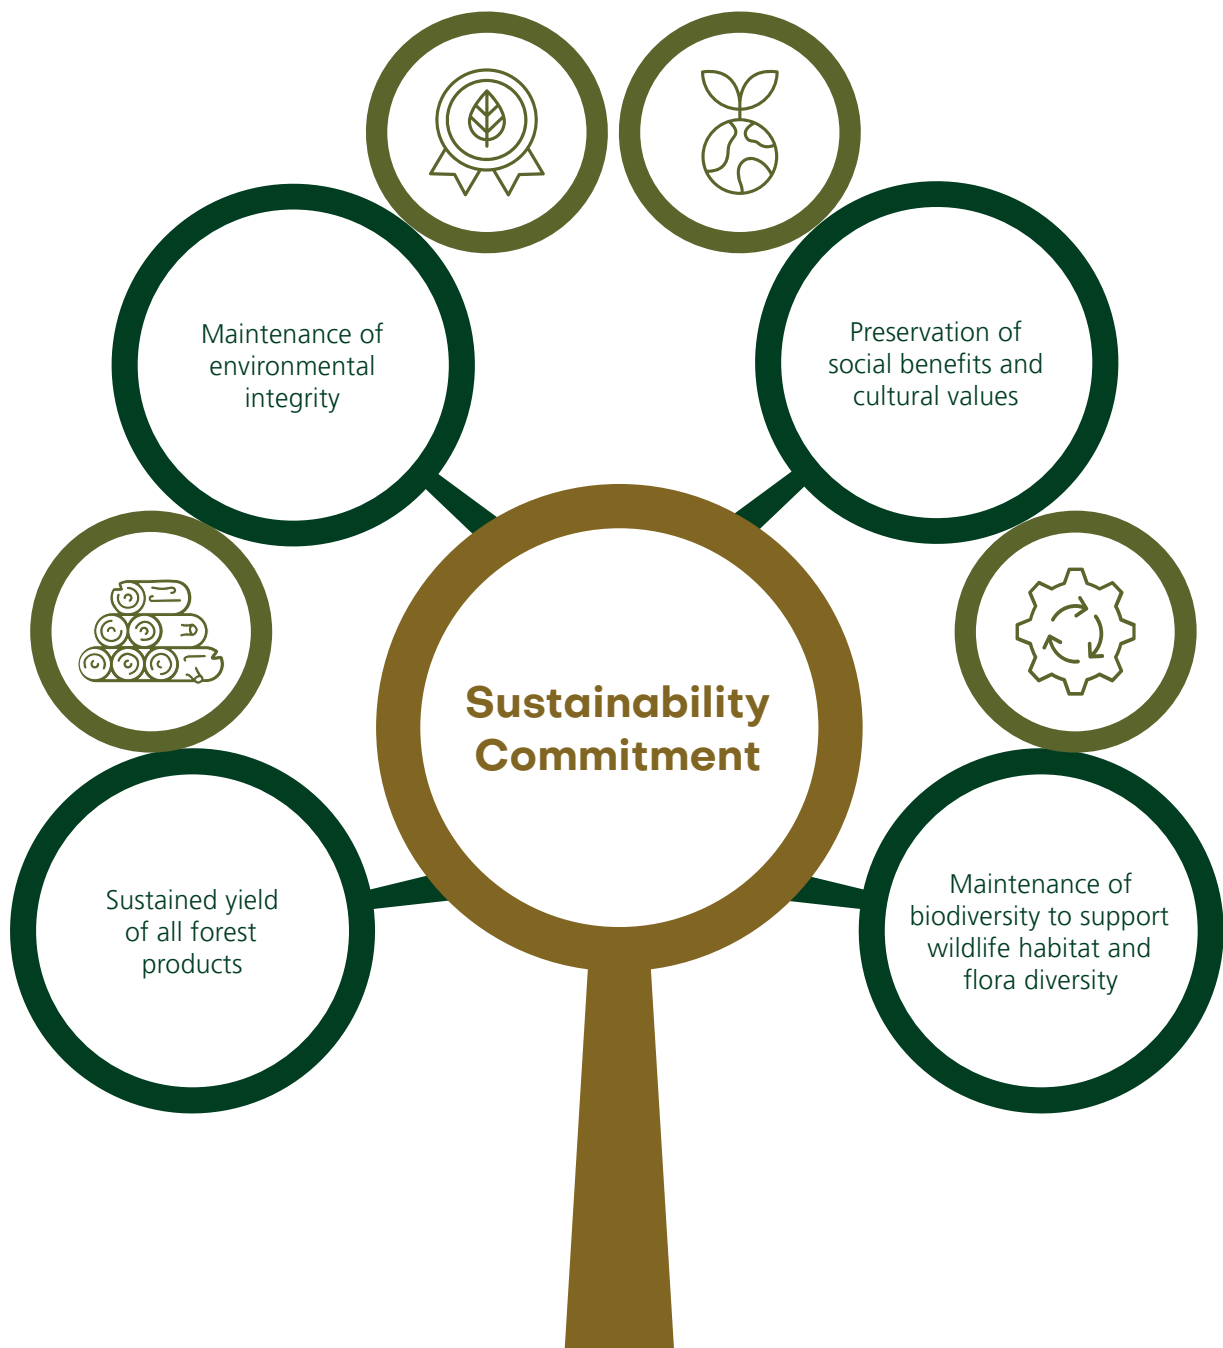 Maintenance of
environmental
integrity
Preservation of
social benefits and
cultural values
Sustainability
Commitment
Sustained yield
of all forest
products
Maintenance of
biodiversity to support
wildlife habitat and
flora diversity